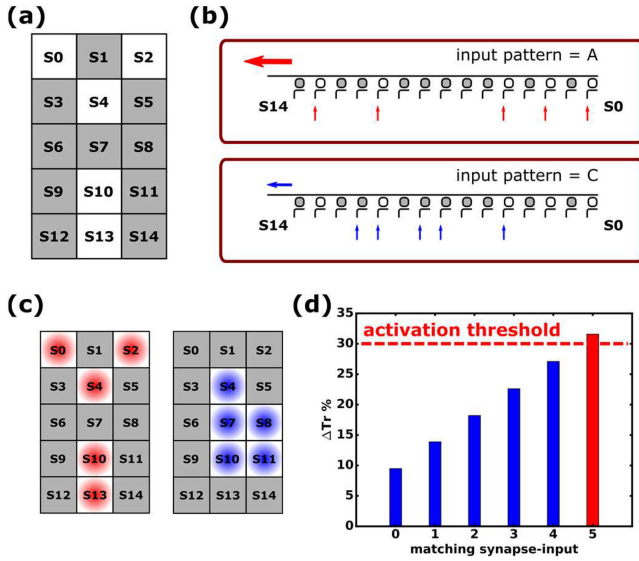 (a)
S0 S1 S2
S3 S4 S5
S6 S7 S8
S9 S10 S11
S12 S13 S14
(b)
input pattern = A
S14 S0
input pattern = C
S14 S0
(c)
S0 S1 S2
S3 S4 S5
S6 S7 S8
S9 S10 S11
S12 S13 S14
S0 S1 S2
S3 S4 S5
S6 S7 S8
S9 S10 S11
S12 S13 S14
(d)
35
30
25
20
15
10
5
0
ΔTr %
activation threshold
0 1 2 3 4 5
matching synapse-input